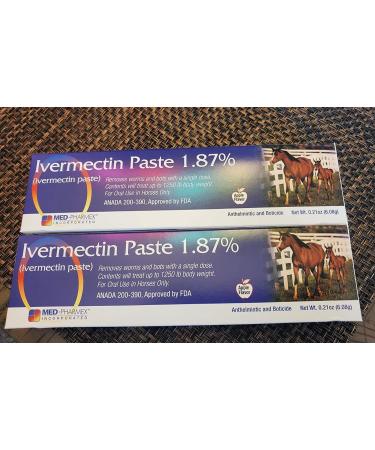 Ivermectin Paste 1.87%
(ivermectin paste)
Removes worms and bots with a single dose.
Contents will treat up to 1250 lb body weight.
For Oral Use in Horses Only.
ANADA 200-390, Approved by FDA
Apple
Flavor
MED-PHARMEX™
INCORPORATED
Anthelmintic and Boticide
Net Wt. 0.21oz (6.08g)
Ivermectin Paste 1.87%
(ivermectin paste)
Removes worms and bots with a single dose.
Contents will treat up to 1250 lb body weight.
For Oral Use in Horses Only.
ANADA 200-390, Approved by FDA
Apple
Flavor
MED-PHARMEX™
INCORPORATED
Anthelmintic and Boticide
Net Wt. 0.21oz (6.08g)